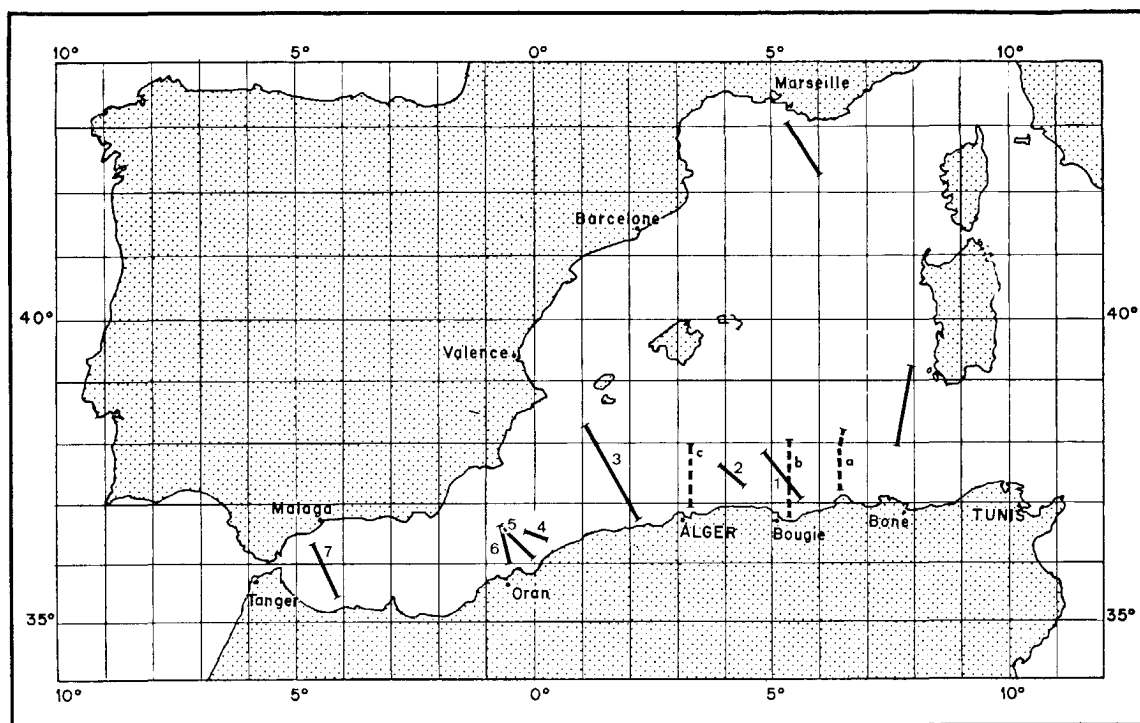 10° 5° 0° 5° 10°
Marseille
Barcelone
40° 40°
Valence
c
3
2
b
1
a
Malaga
5
4
6
7
ALGER
Bougie
Bone
TUNIS
Tanger
Oran
35° 35°
10° 5° 0° 5° 10°